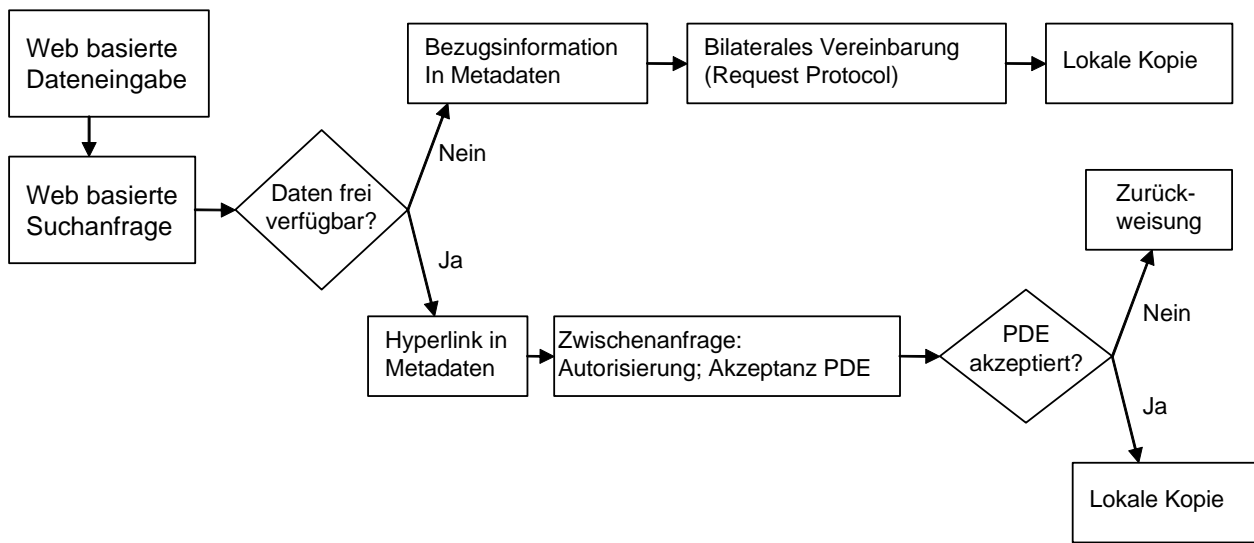 Web basierte
Dateneingabe
Web basierte
Suchanfrage
Daten frei
verfügbar?
Nein
Bezugsinformation
In Metadaten
Bilaterales Vereinbarung
(Request Protocol)
Lokale Kopie
Ja
Hyperlink in
Metadaten
Zwischenanfrage:
Autorisierung; Akzeptanz PDE
PDE
akzeptiert?
Nein
Zurück-
weisung
Ja
Lokale Kopie